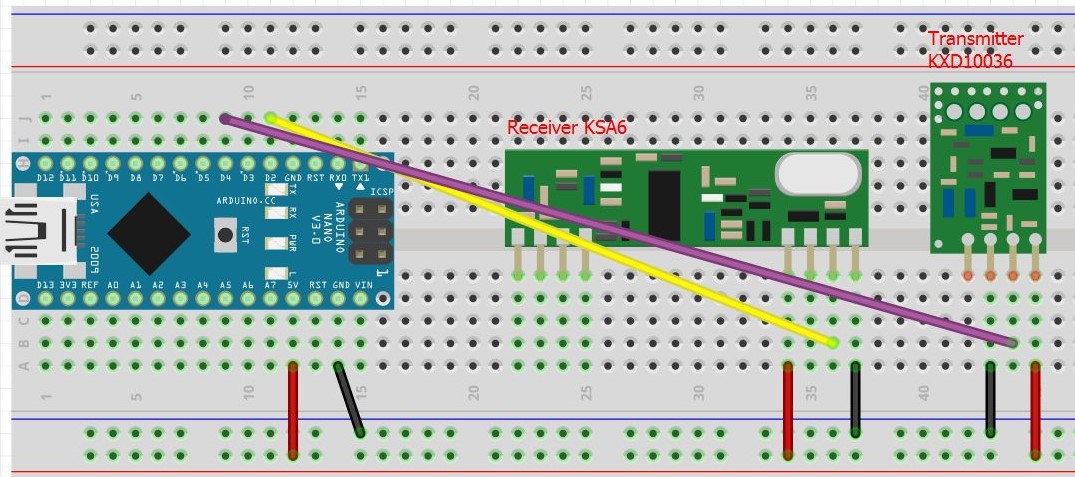 Transmitter
KXD10036
1 5 10 15 20 25 30 35 40
J
I
Receiver KSA6
H
D12 D11 D10 D9 D8 D7 D6 D5 D4 D3 D2 GND RST RX0 TX1
ICSP
TX
RX
PWR
L
USA
2009
ARDUINO.CC
RST
ARDUINO
NANO
V3.0
1
D13 3V3 REF A0 A1 A2 A3 A4 A5 A6 A7 5V RST GND VIN
D
C
B
A
1 5 10 15 20 25 30 35 40